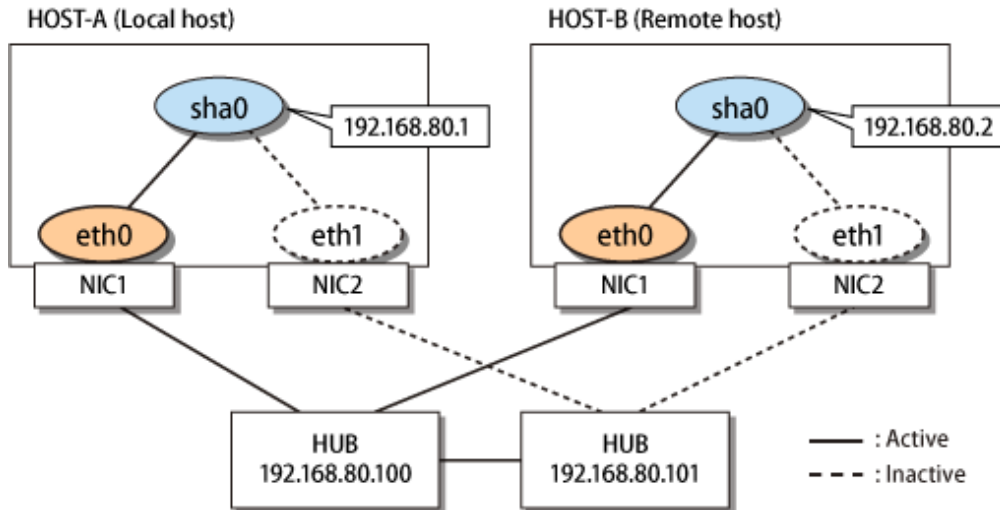 HOST-A (Local host)
HOST-B (Remote host)
sha0
192.168.80.1
sha0
192.168.80.2
eth0
eth1
eth0
eth1
NIC1
NIC2
NIC1
NIC2
HUB
192.168.80.100
HUB
192.168.80.101
: Active
: Inactive